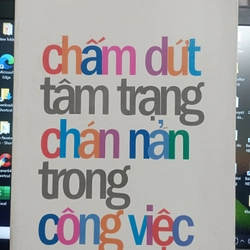 chấm dứt
tâm trạng
chán nản
trong
công việc